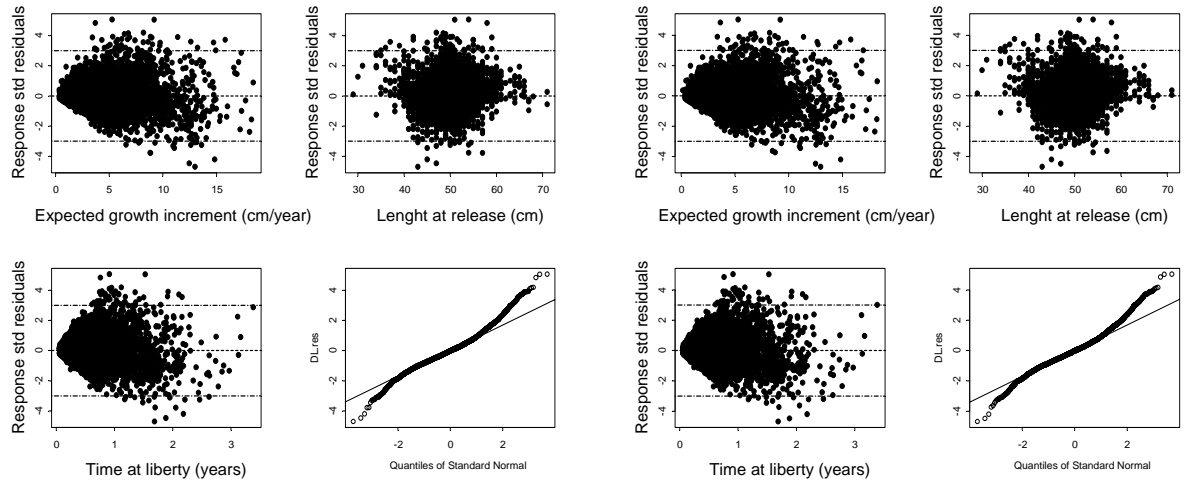 Response std residuals
4
2
0
-2
-4
0 5 10 15
Expected growth increment (cm/year)
Response std residuals
4
2
0
-2
-4
30 40 50 60 70
Lenght at release (cm)
Response std residuals
4
2
0
-2
-4
0 5 10 15
Expected growth increment (cm/year)
Response std residuals
4
2
0
-2
-4
30 40 50 60 70
Lenght at release (cm)
Response std residuals
4
2
0
-2
-4
0 1 2 3
Time at liberty (years)
DL.res
4
2
0
-2
-4
-2 0 2
Quantiles of Standard Normal
Response std residuals
4
2
0
-2
-4
0 1 2 3
Time at liberty (years)
DL.res
4
2
0
-2
-4
-2 0 2
Quantiles of Standard Normal